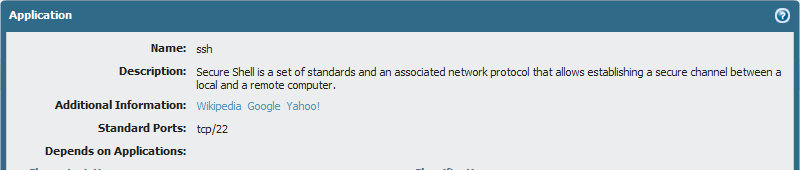 Application
Name: ssh
Description: Secure Shell is a set of standards and an associated network protocol that allows establishing a secure channel between a
local and a remote computer.
Additional Information: Wikipedia Google Yahoo!
Standard Ports: tcp/22
Depends on Applications: